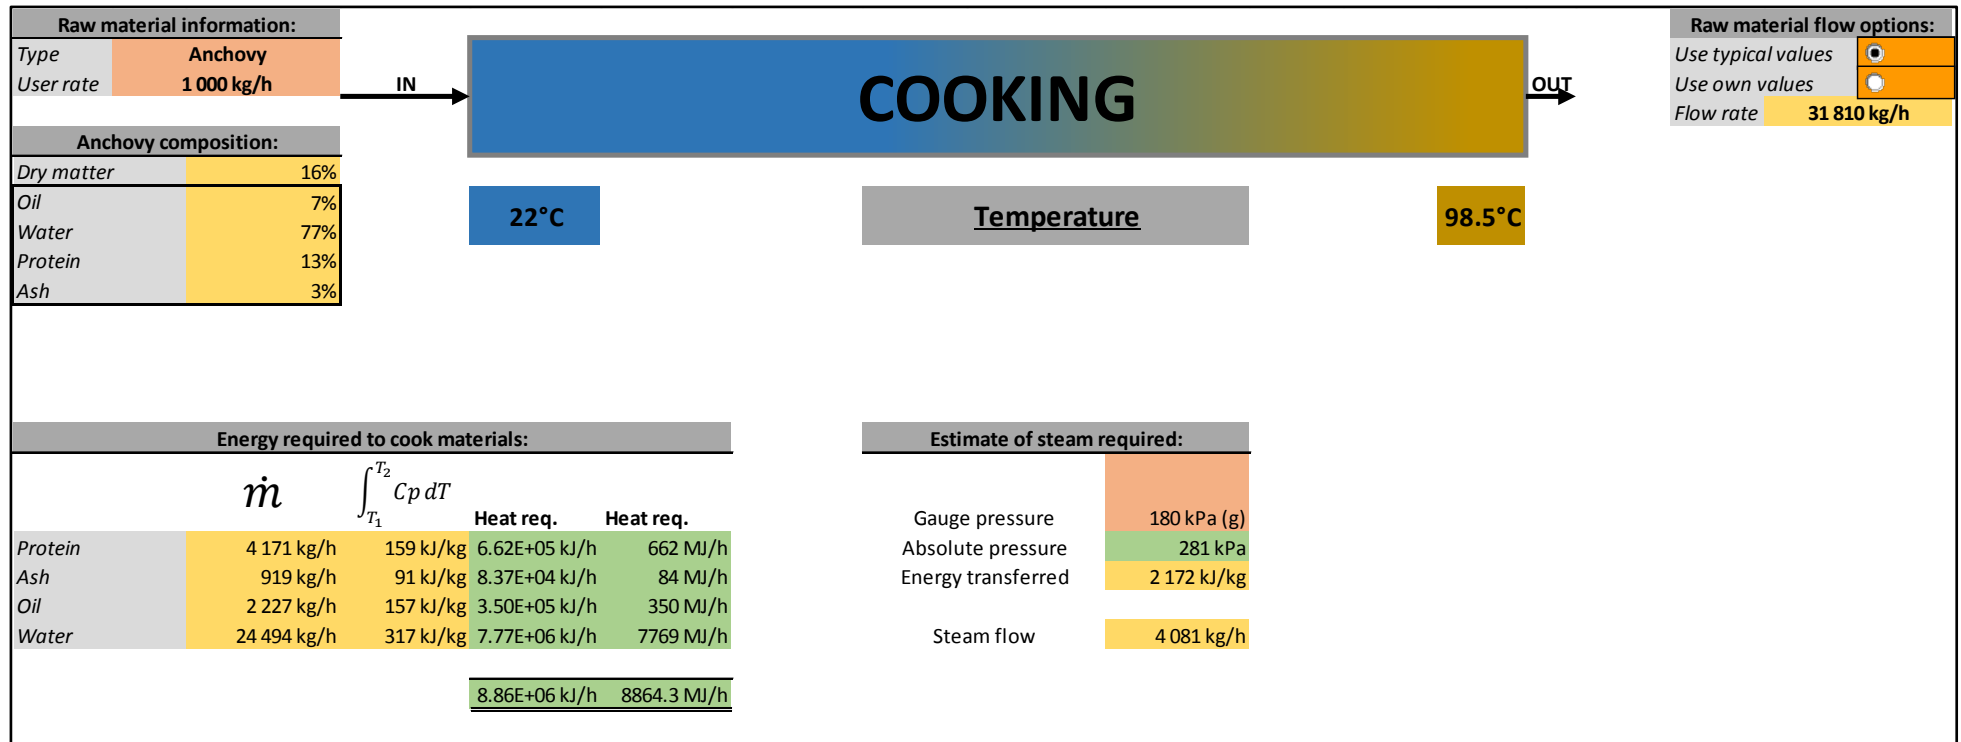 Raw material information:
Type Anchovy
User rate 1 000 kg/h
IN
COOKING
OUT
Raw material flow options:
Use typical values
Use own values
Flow rate 31 810 kg/h
Anchovy composition:
Dry matter 16%
Oil 7%
Water 77%
Protein 13%
Ash 3%
22°C
Temperature
98.5°C
Energy required to cook materials:
ṁ ∫ T₁ T₂ Cp dT Heat req. Heat req.
Protein 4 171 kg/h 159 kJ/kg 6.62E+05 kJ/h 662 MJ/h
Ash 919 kg/h 91 kJ/kg 8.37E+04 kJ/h 84 MJ/h
Oil 2 227 kg/h 157 kJ/kg 3.50E+05 kJ/h 350 MJ/h
Water 24 494 kg/h 317 kJ/kg 7.77E+06 kJ/h 7769 MJ/h
8.86E+06 kJ/h 8864.3 MJ/h
Estimate of steam required:
Gauge pressure 180 kPa (g)
Absolute pressure 281 kPa
Energy transferred 2 172 kJ/kg
Steam flow 4 081 kg/h